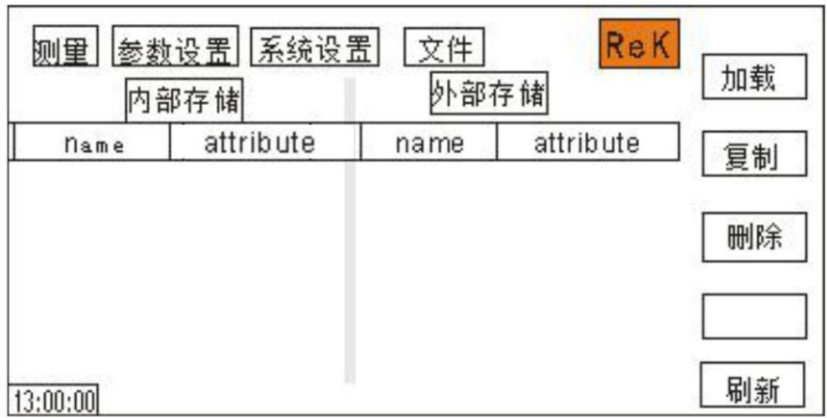 测量 参数设置 系统设置 文件 ReK
加载
内部存储 外部存储
name attribute name attribute
复制
删除
刷新
13:00:00